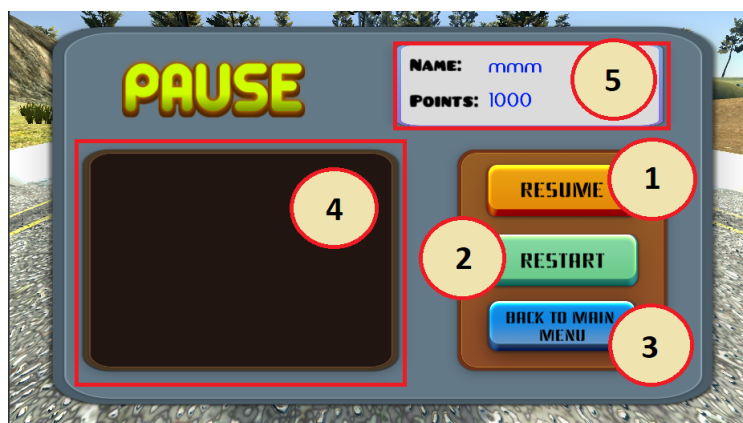 PAUSE
NAME: mmm
POINTS: 1000
5
4
RESUME
1
2
RESTART
BACK TO MAIN
MENU
3